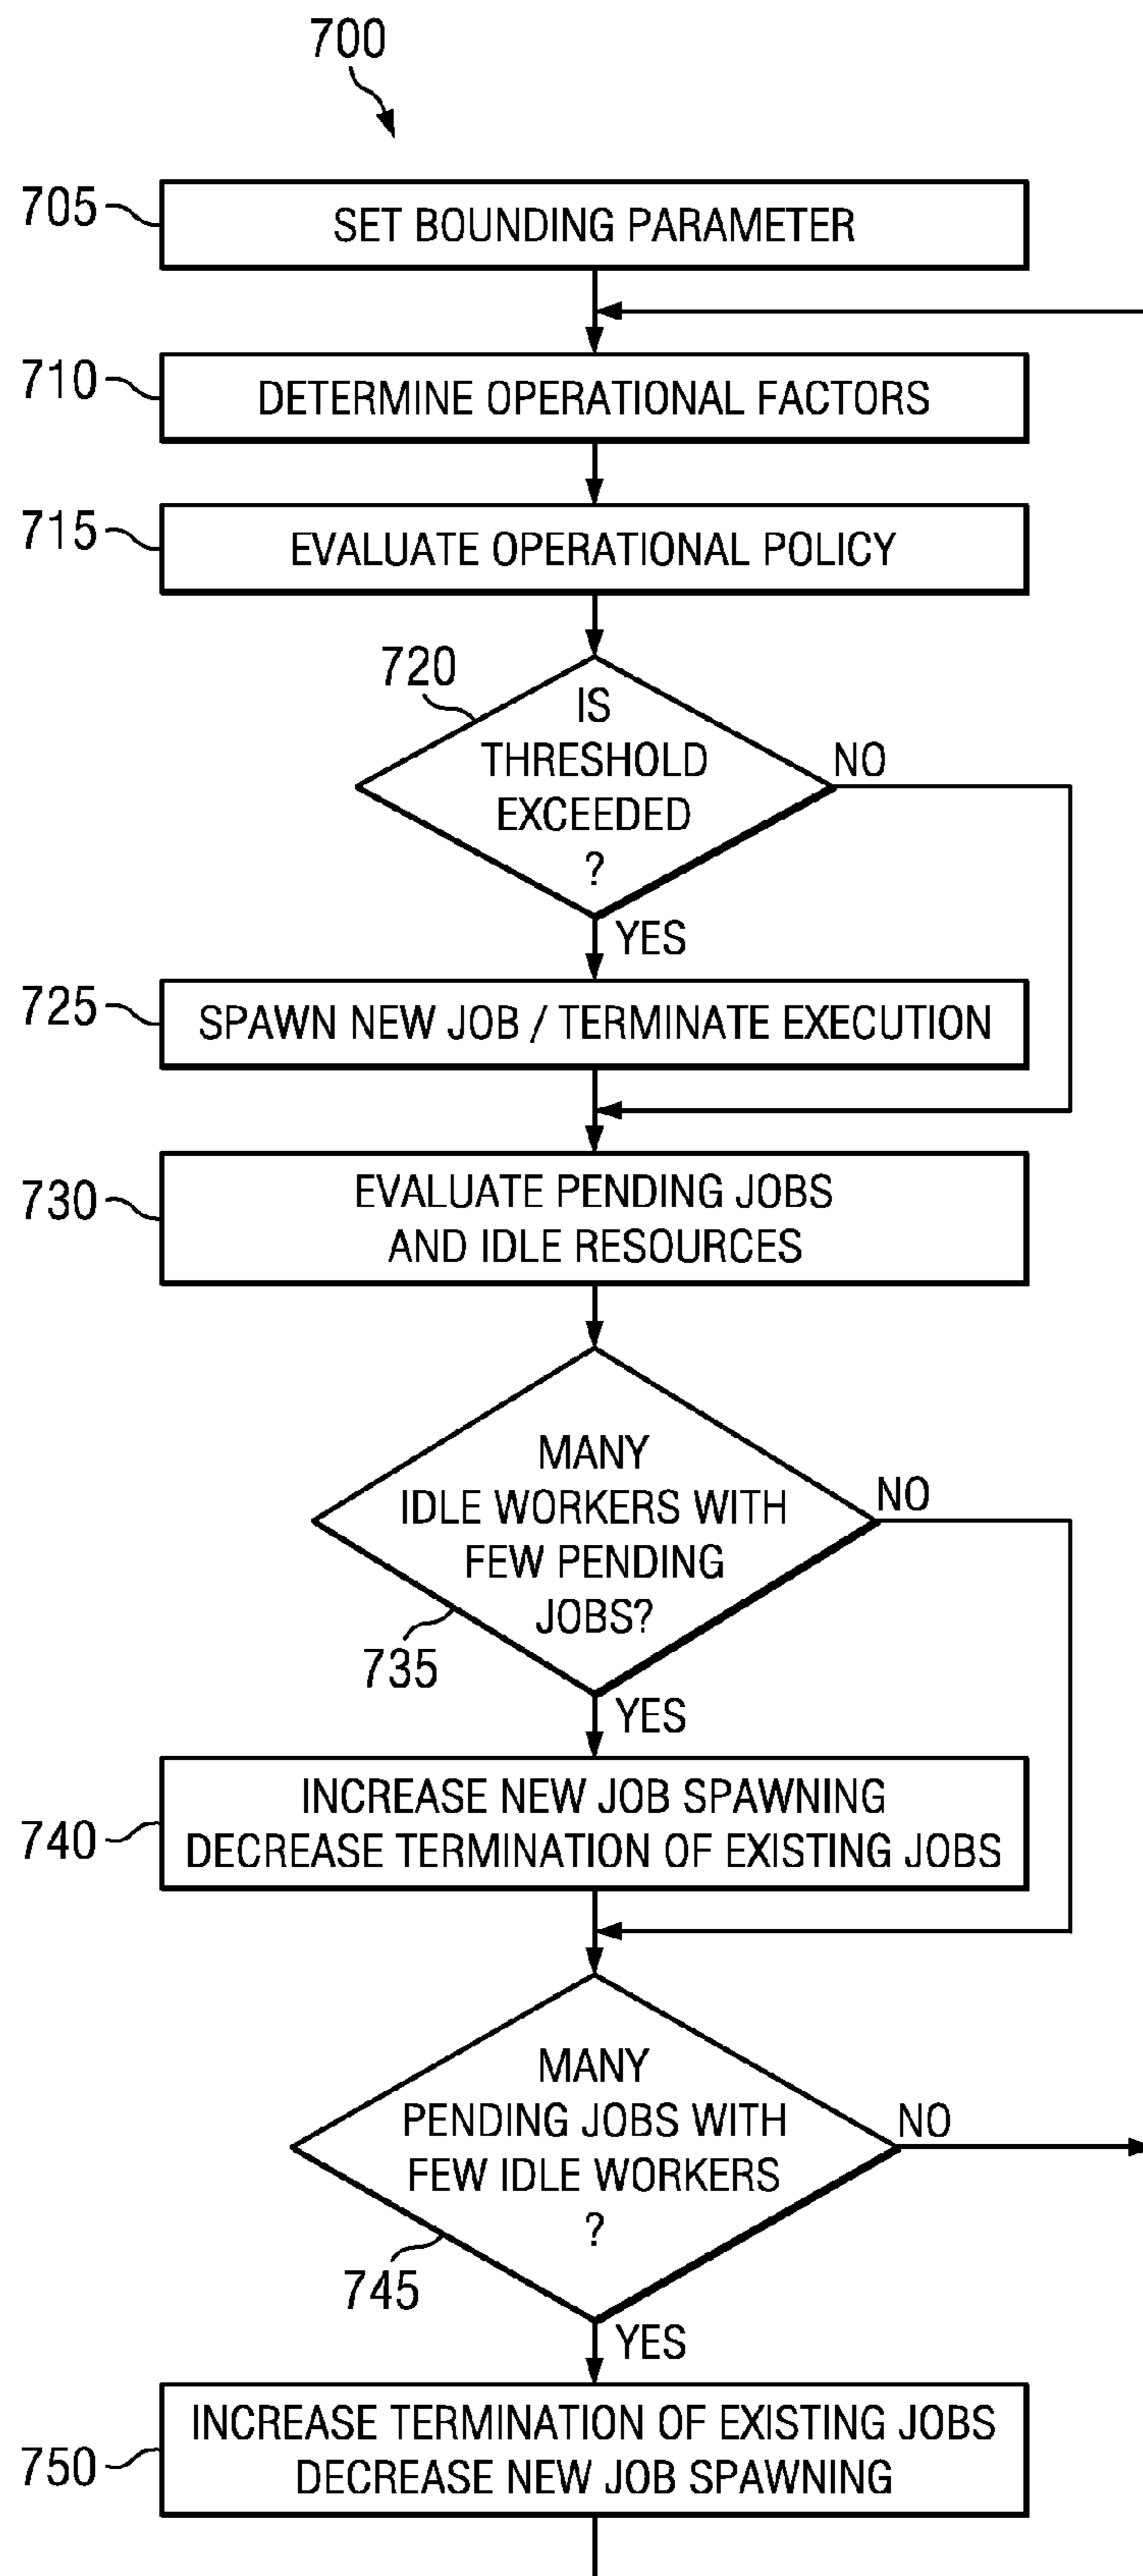 700
705
SET BOUNDING PARAMETER
710
DETERMINE OPERATIONAL FACTORS
715
EVALUATE OPERATIONAL POLICY
720
IS
THRESHOLD
EXCEEDED
?
NO
YES
725
SPAWN NEW JOB / TERMINATE EXECUTION
730
EVALUATE PENDING JOBS
AND IDLE RESOURCES
MANY
IDLE WORKERS WITH
FEW PENDING
JOBS?
NO
735
YES
740
INCREASE NEW JOB SPAWNING
DECREASE TERMINATION OF EXISTING JOBS
MANY
PENDING JOBS WITH
FEW IDLE WORKERS
?
NO
745
YES
750
INCREASE TERMINATION OF EXISTING JOBS
DECREASE NEW JOB SPAWNING